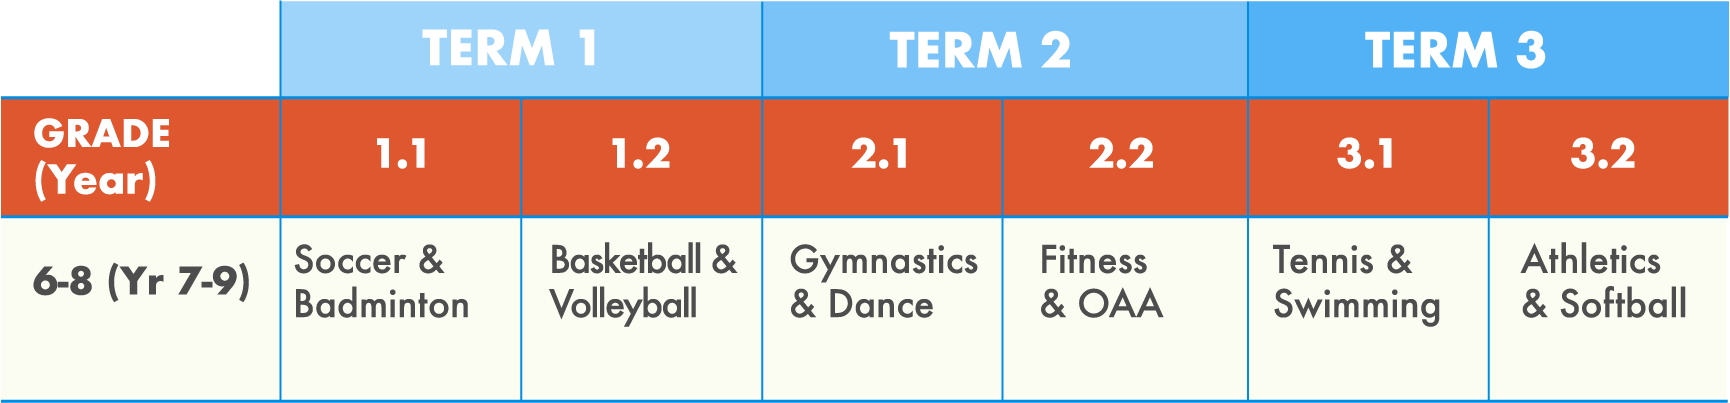 TERM 1 TERM 2 TERM 3
GRADE
(Year) 1.1 1.2 2.1 2.2 3.1 3.2
6-8 (Yr 7-9)
Soccer &
Badminton
Basketball &
Volleyball
Gymnastics
& Dance
Fitness
& OAA
Tennis &
Swimming
Athletics
& Softball